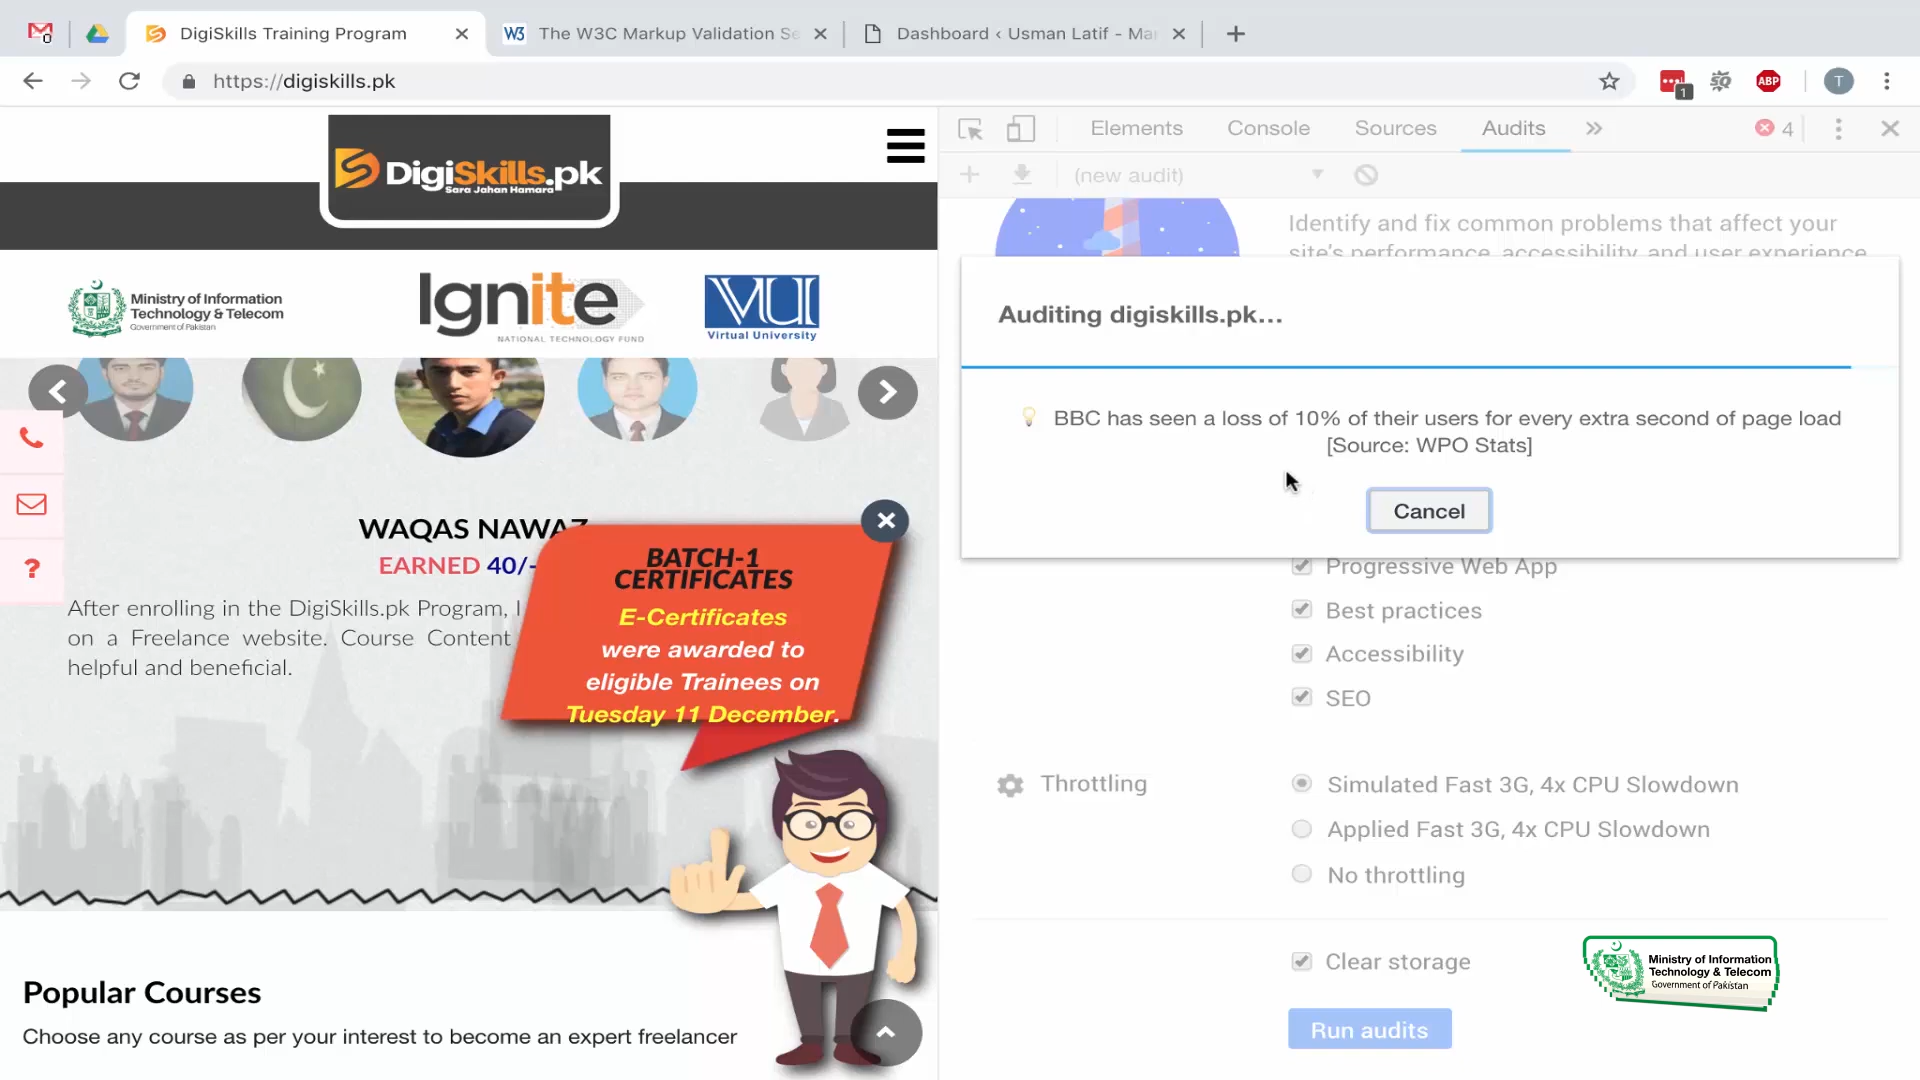 0
DigiSkills Training Program
W3
The W3C Markup Validation Se
Dashboard ‹ Usman Latif - Ma
https://digiskills.pk
1
ABP
T
DigiSkills.pk
Sara Jahan Hamara
Elements
Console
Sources
Audits
4
(new audit)
Identify and fix common problems that affect your
site's performance, accessibility, and user experience
Ministry of Information
Technology & Telecom
Government of Pakistan
Ignite
NATIONAL TECHNOLOGY FUND
VU
Virtual University
Auditing digiskills.pk...
BBC has seen a loss of 10% of their users for every extra second of page load
[Source: WPO Stats]
Cancel
WAQAS NAWAZ
EARNED 40/-
After enrolling in the DigiSkills.pk Program, I
on a Freelance website. Course Content
helpful and beneficial.
?
BATCH-1
CERTIFICATES
E-Certificates
were awarded to
eligible Trainees on
Tuesday 11 December.
Progressive Web App
Best practices
Accessibility
SEO
Throttling
Simulated Fast 3G, 4x CPU Slowdown
Applied Fast 3G, 4x CPU Slowdown
No throttling
Clear storage
Run audits
Ministry of Information
Technology & Telecom
Government of Pakistan
Popular Courses
Choose any course as per your interest to become an expert freelancer